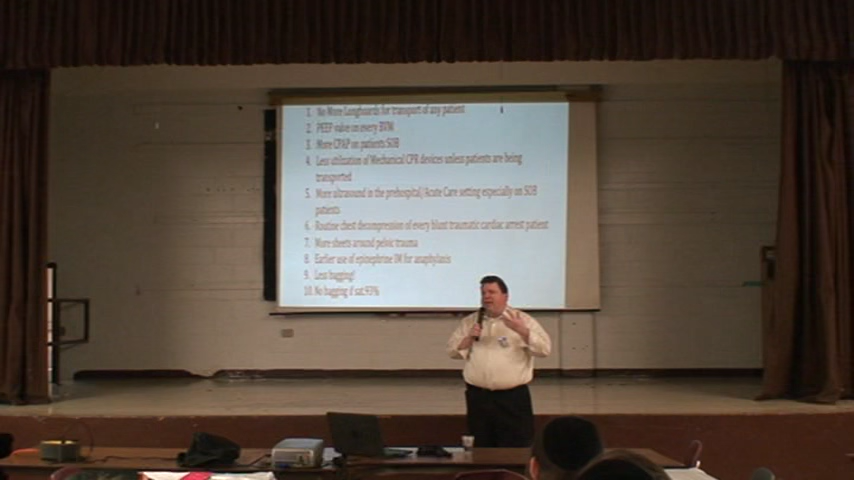 1. No More Longboards for transport of any patient
2. PEEP valve on every BVM
3. More CPAP on patients SOB
4. Less utilization of Mechanical CPR devices unless patients are being
transported
5. More ultrasound in the prehospital/Acute Care setting especially on SOB
patients
6. Routine chest decompression of every blunt traumatic cardiac arrest patient
7. More sheets around pelvic trauma
8. Earlier use of epinephrine IM for anaphylaxis
9. Less bagging!
10. No bagging if sat 93%